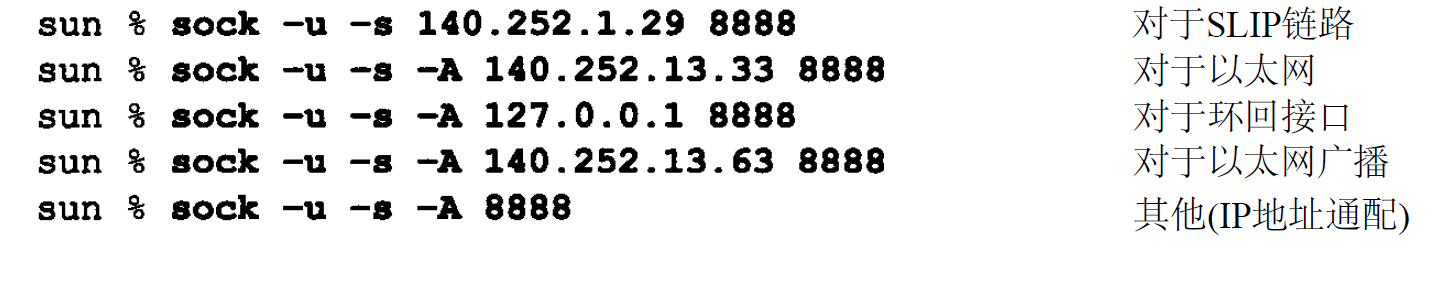 sun % sock -u -s 140.252.1.29 8888 对于SLIP链路
sun % sock -u -s -A 140.252.13.33 8888 对于以太网
sun % sock -u -s -A 127.0.0.1 8888 对于环回接口
sun % sock -u -s -A 140.252.13.63 8888 对于以太网广播
sun % sock -u -s -A 8888 其他(IP地址通配)